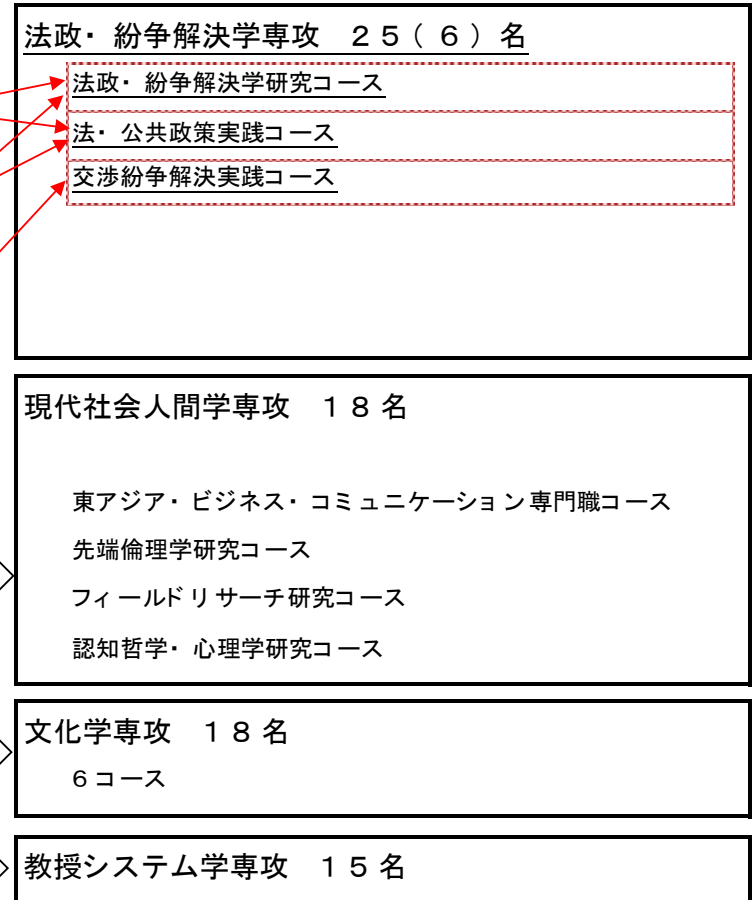 法政・紛争解決学専攻　２５（６）名
法政・紛争解決学研究コース
法・公共政策実践コース
交渉紛争解決実践コース
現代社会人間学専攻　１８名
東アジア・ビジネス・コミュニケーション専門職コース
先端倫理学研究コース
フィールドリサーチ研究コース
認知哲学・心理学研究コース
文化学専攻　１８名
６コース
教授システム学専攻　１５名